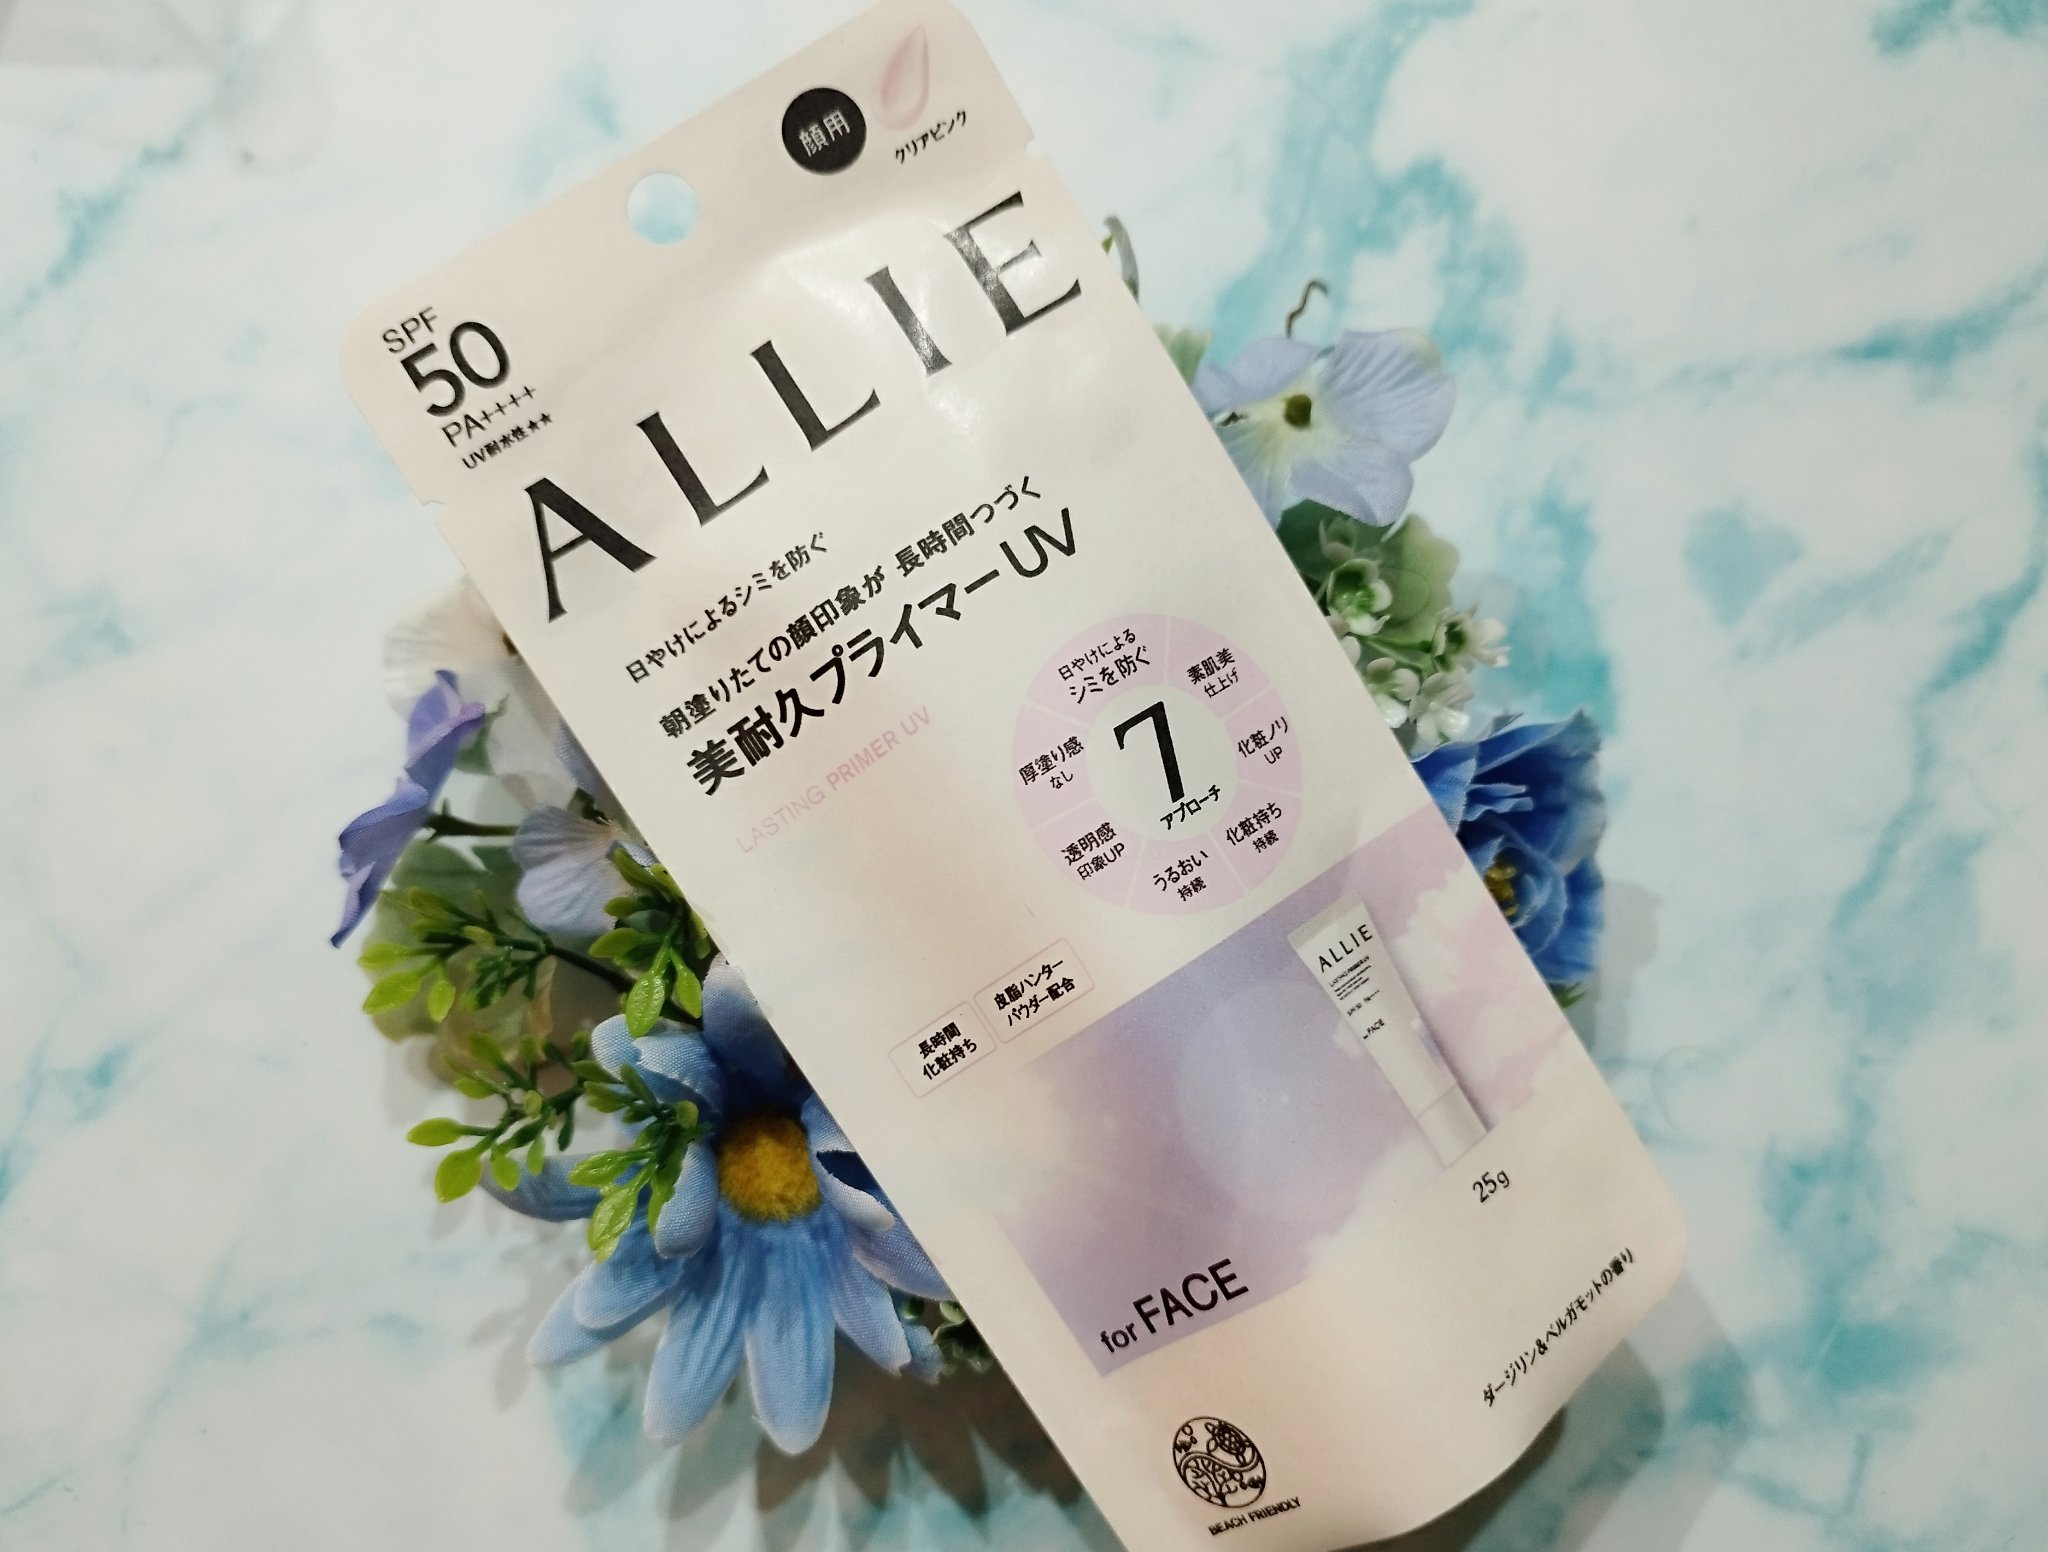 顔用
クリアピンク
SPF
50
PA++++
UV耐水性★★
ALLIE
日やけによるシミを防ぐ
朝塗りたての顔印象が 長時間つづく
美耐久プライマーUV
LASTING PRIMER UV
7
アプローチ
日やけによる
シミを防ぐ
素肌美
仕上げ
化粧ノリ
UP
化粧持ち
持続
うるおい
持続
透明感
印象UP
厚塗り感
なし
長時間
化粧持ち
皮脂ハンター
パウダー配合
ALLIE
LASTING PRIMER UV
SPF 50 PA++++
for FACE
25g
for FACE
ダージリン&ベルガモットの香り
BEACH FRIENDLY